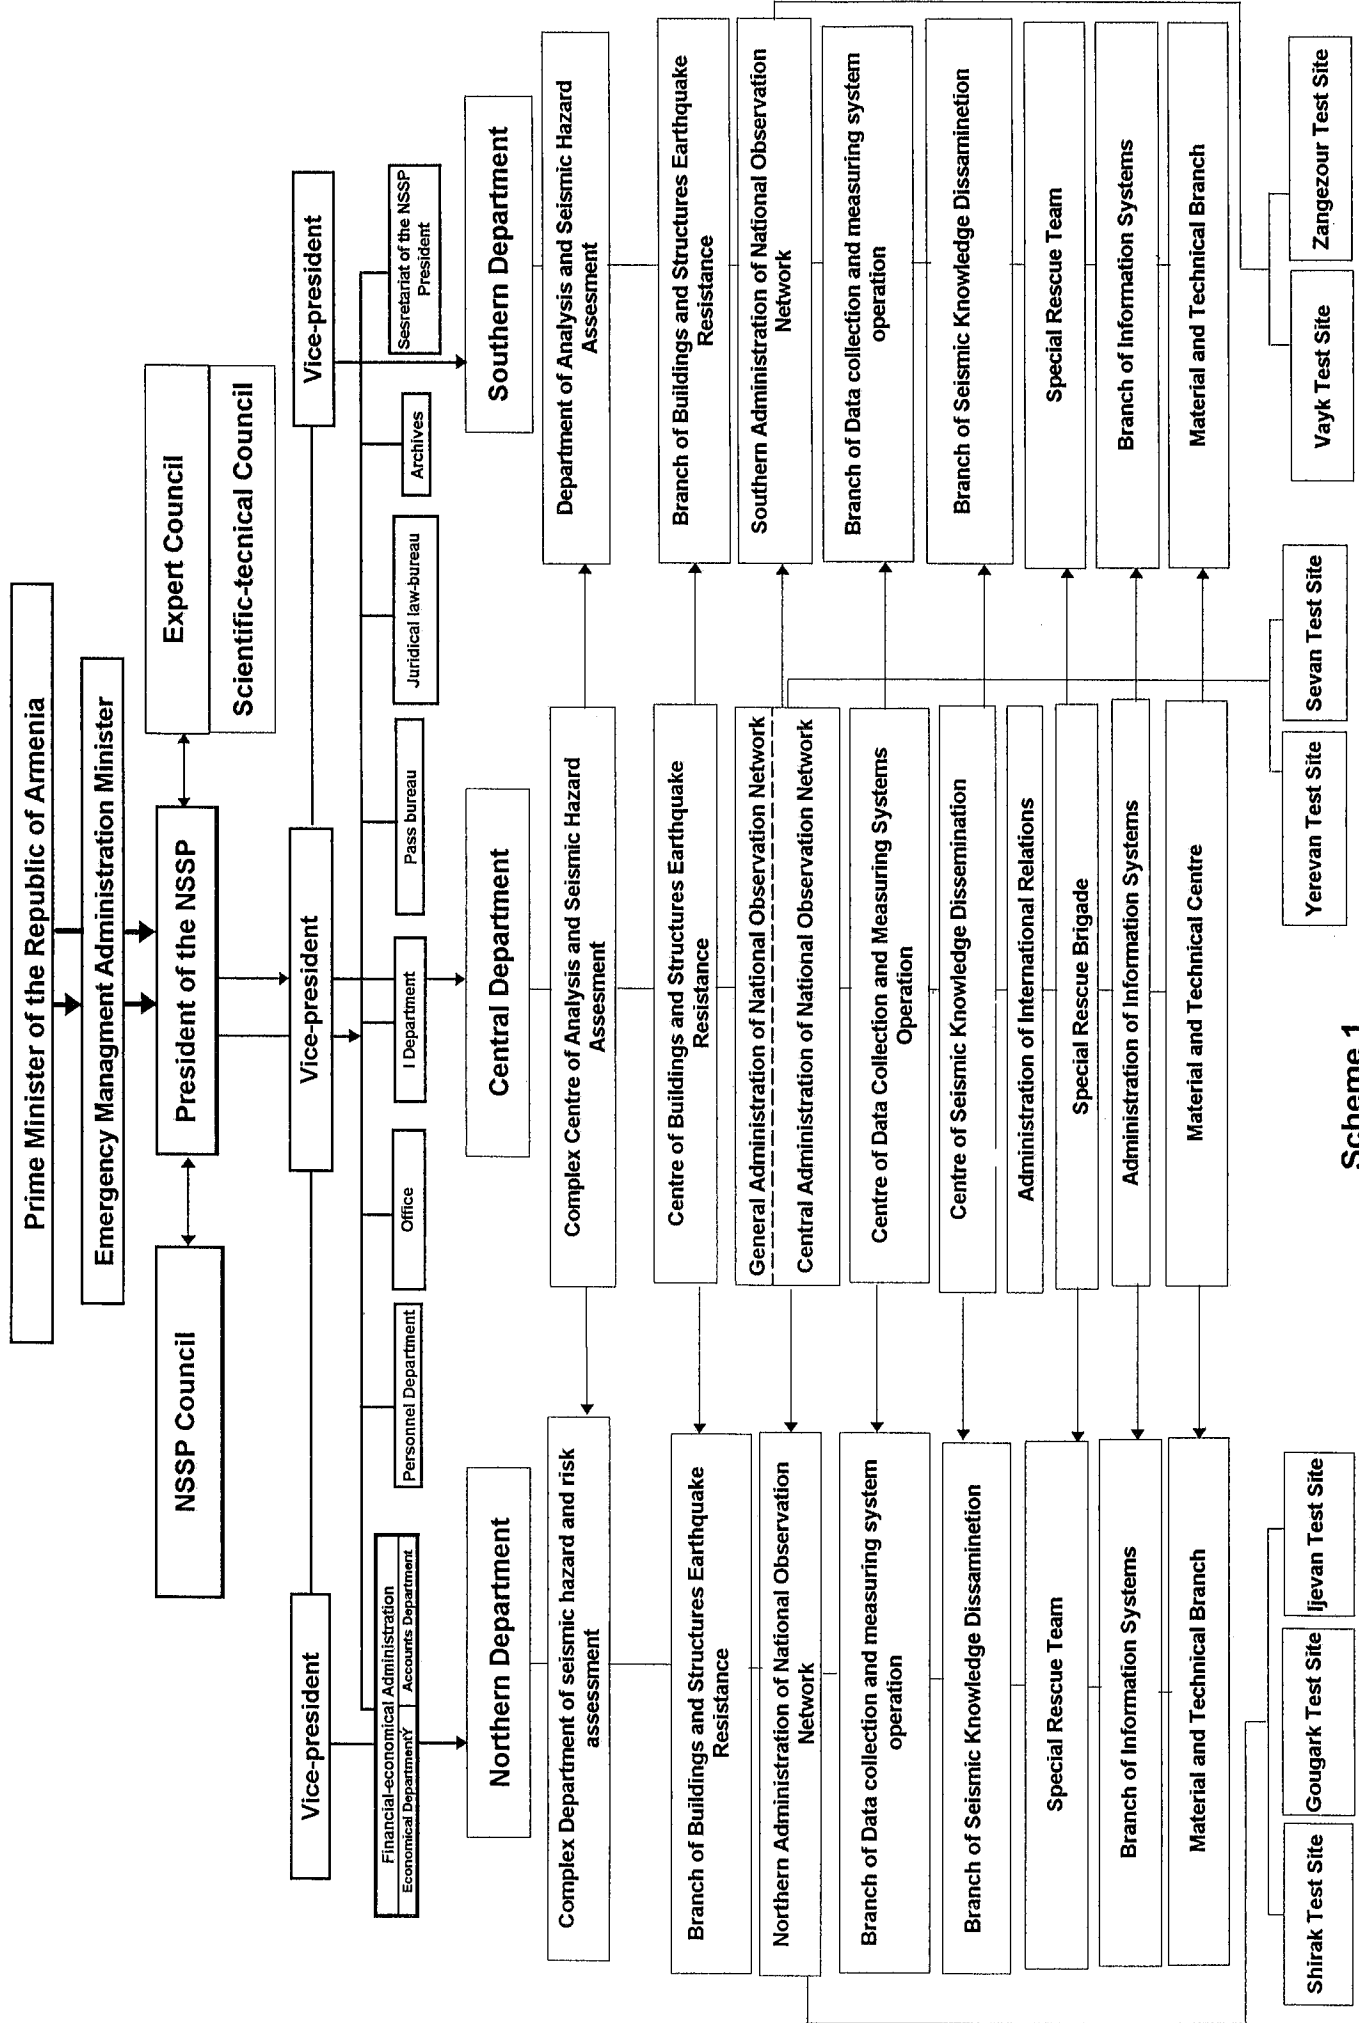 Prime Minister of the Republic of Armenia
Emergency Managment Administration Minister
NSSP Council
President of the NSSP
Expert Council
Scientific-tecnical Council
Vice-president
Vice-president
Vice-president
Financial-economical Administration
Economical DepartmentY
Accounts Department
Personnel Department
Office
I Department
Pass bureau
Juridical law-bureau
Archives
Sesretariat of the NSSP
President
Northern Department
Central Department
Southern Department
Complex Department of seismic hazard and risk
assessment
Branch of Buildings and Structures Earthquake
Resistance
Northern Administration of National Observation
Network
Branch of Data collection and measuring system
operation
Branch of Seismic Knowledge Dissamination
Special Rescue Team
Branch of Information Systems
Material and Technical Branch
Shirak Test Site
Gougark Test Site
Ijevan Test Site
Complex Centre of Analysis and Seismic Hazard
Assesment
Centre of Buildings and Structures Earthquake
Resistance
General Administration of National Observation Network
Central Administration of National Observation Network
Centre of Data Collection and Measuring Systems
Operation
Centre of Seismic Knowledge Dissemination
Administration of International Relations
Special Rescue Brigade
Administration of Information Systems
Material and Technical Centre
Yerevan Test Site
Sevan Test Site
Department of Analysis and Seismic Hazard
Assesment
Branch of Buildings and Structures Earthquake
Resistance
Southern Administration of National Observation
Network
Branch of Data collection and measuring system
operation
Branch of Seismic Knowledge Dissamination
Special Rescue Team
Branch of Information Systems
Material and Technical Branch
Vayk Test Site
Zangezour Test Site
Scheme 1